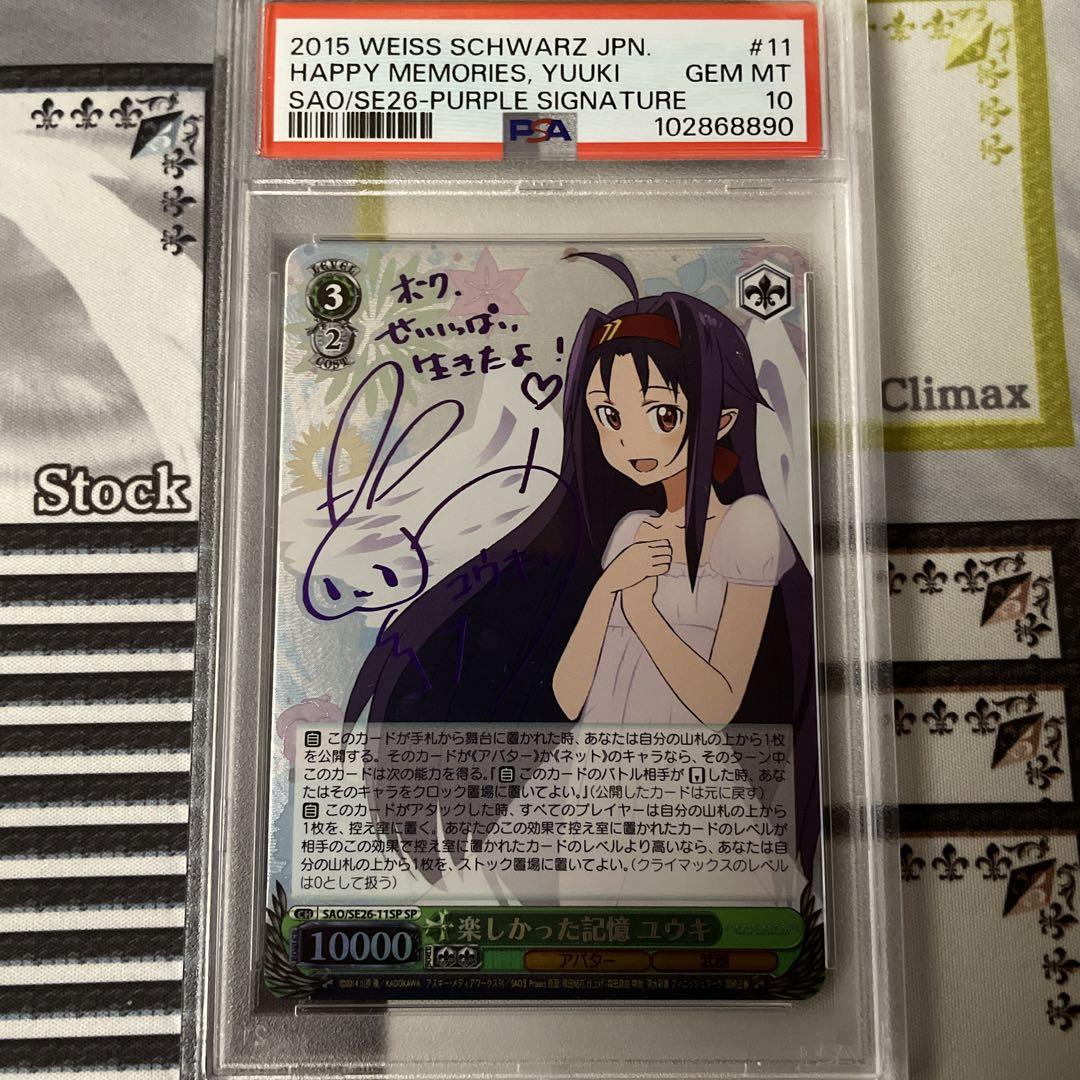 2015 WEISS SCHWARZ JPN. #11
HAPPY MEMORIES, YUUKI GEM MT
SAO/SE26-PURPLE SIGNATURE 10
PSA 102868890
LEVEL
3
2
COST
ボク、
せいいっぱい
生きたよ!
ユウキ
Stock
Climax
自 このカードが手札から舞台に置かれた時、あなたは自分の山札の上から1枚
を公開する。そのカードが《アバター》か《ネット》のキャラなら、そのターン中、
このカードは次の能力を得る。『自 このカードのバトル相手が した時、あな
たはそのキャラをクロック置場に置いてよい。』(公開したカードは元に戻す)
自 このカードがアタックした時、すべてのプレイヤーは自分の山札の上から
1枚を、控え室に置く。あなたのこの効果で控え室に置かれたカードのレベルが
相手のこの効果で控え室に置かれたカードのレベルより高いなら、あなたは自
分の山札の上から1枚を、ストック置場に置いてよい。(クライマックスのレベル
は0として扱う)
CH SAO/SE26-11SP SP
10000
楽しかった記憶 ユウキ
アバター 武器